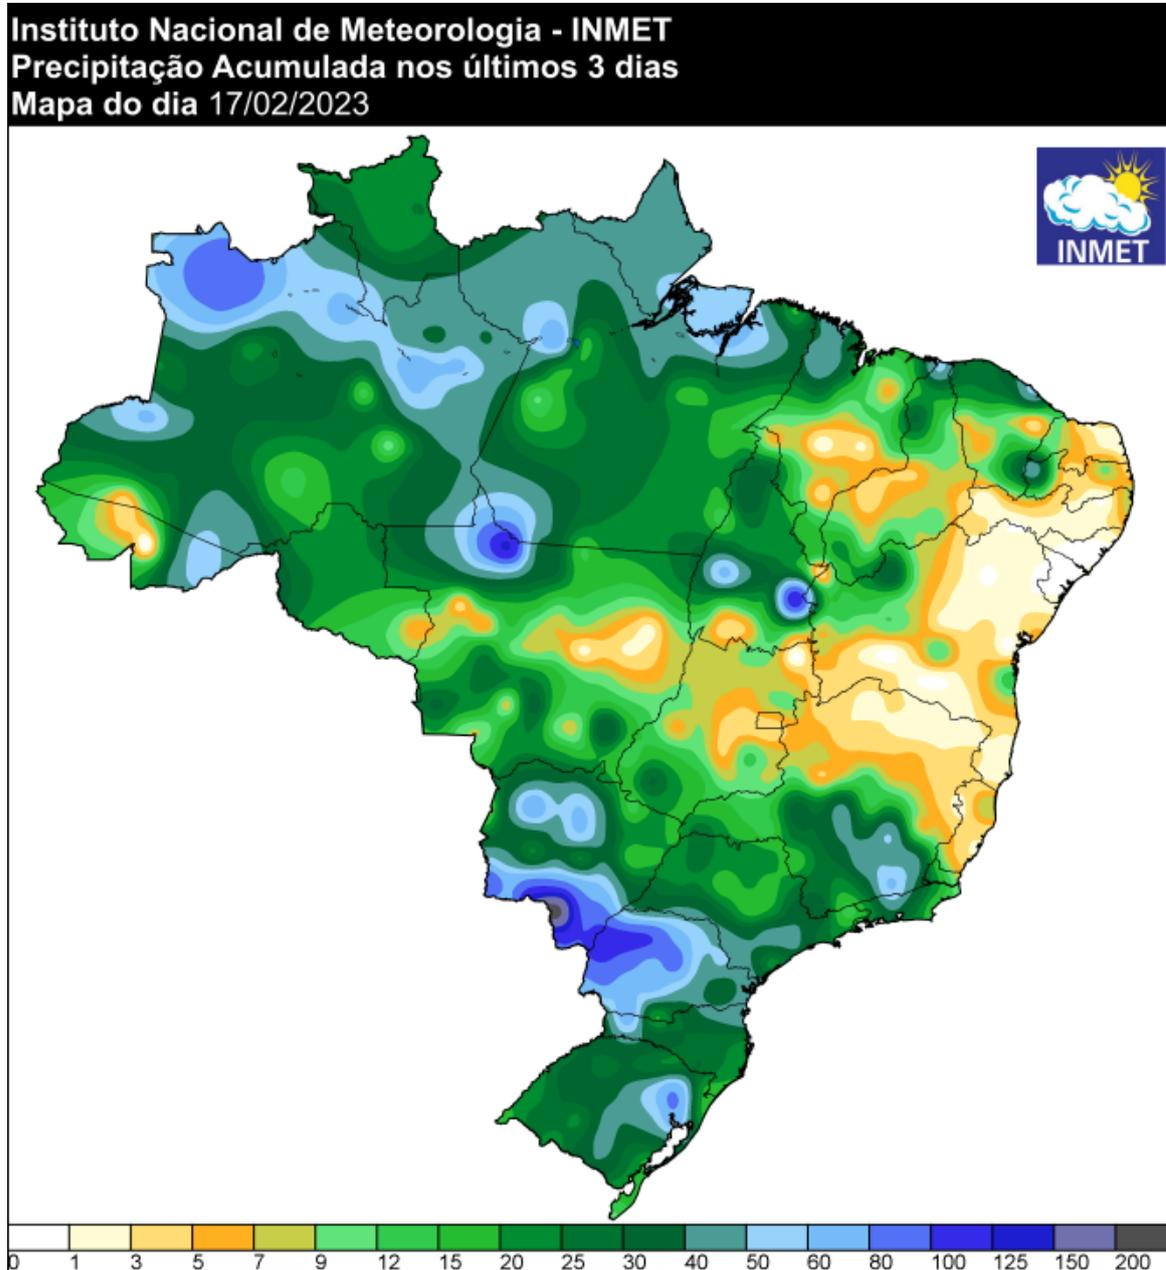 Instituto Nacional de Meteorologia - INMET
Precipitação Acumulada nos últimos 3 dias
Mapa do dia 17/02/2023
INMET
0 1 3 5 7 9 12 15 20 25 30 40 50 60 80 100 125 150 200